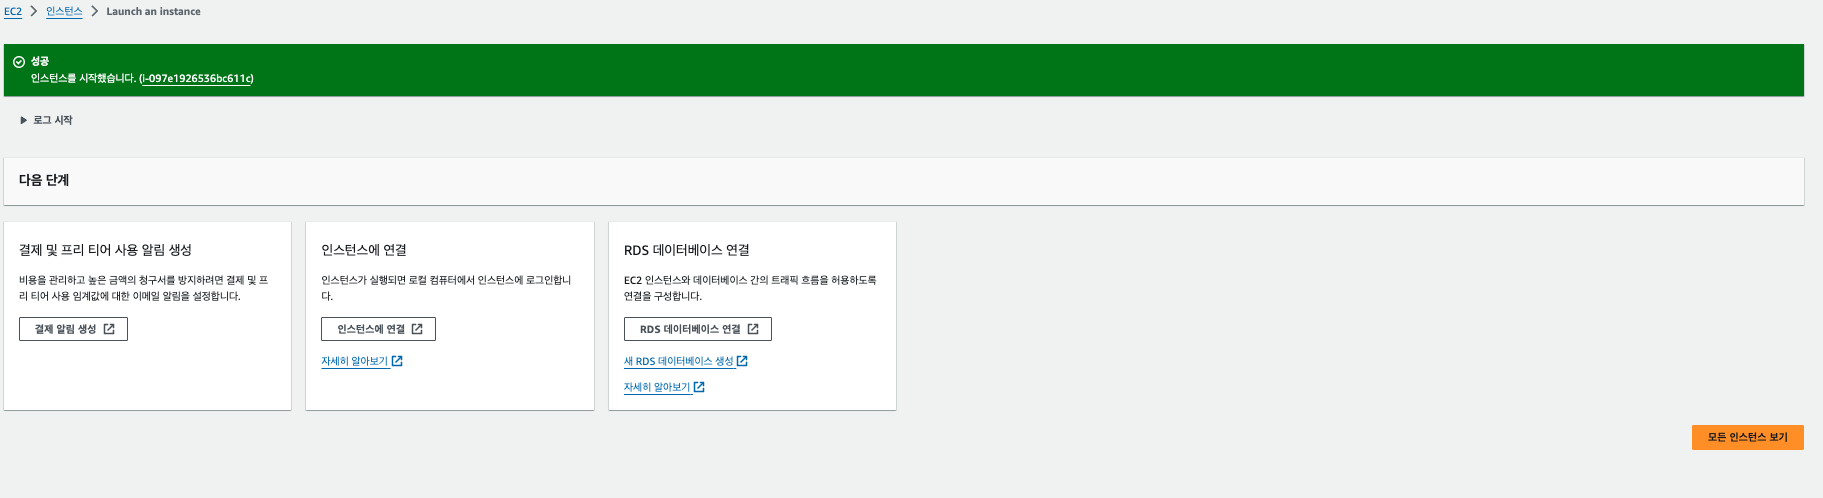 EC2 > 인스턴스 > Launch an instance
성공
인스턴스를 시작했습니다. (i-097e1926536bc611c)
로그 시작
다음 단계
결제 및 프리 티어 사용 알림 생성
비용을 관리하고 높은 금액의 청구서를 방지하려면 결제 및 프
리 티어 사용 임계값에 대한 이메일 알림을 설정합니다.
결제 알림 생성
인스턴스에 연결
인스턴스가 실행되면 로컬 컴퓨터에서 인스턴스에 로그인합니
다.
인스턴스에 연결
자세히 알아보기
RDS 데이터베이스 연결
EC2 인스턴스와 데이터베이스 간의 트래픽 흐름을 허용하도록
연결을 구성합니다.
RDS 데이터베이스 연결
새 RDS 데이터베이스 생성
자세히 알아보기
모든 인스턴스 보기